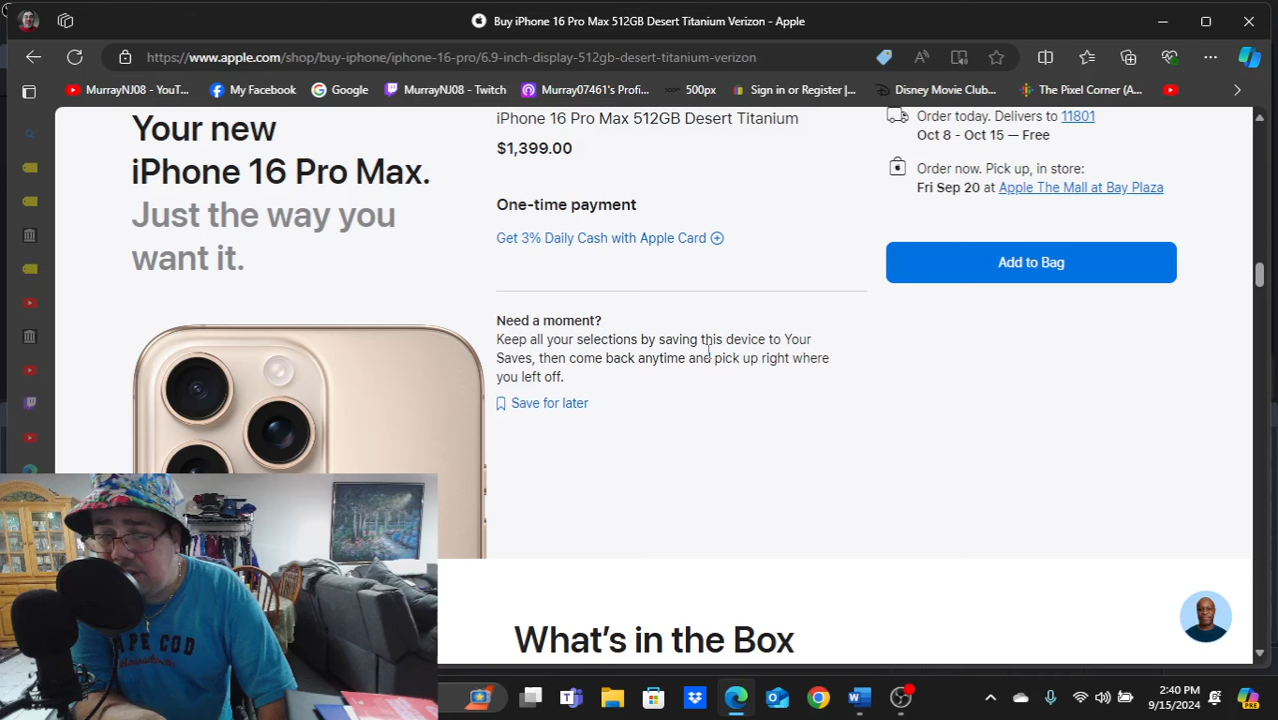 Buy iPhone 16 Pro Max 512GB Desert Titanium Verizon - Apple
https://www.apple.com/shop/buy-iphone/iphone-16-pro/6.9-inch-display-512gb-desert-titanium-verizon
MurrayNJ08 - YouT...
My Facebook
Google
MurrayNJ08 - Twitch
Murray07461's Profi...
500px
Sign in or Register |...
Disney Movie Club...
The Pixel Corner (A...
Your new
iPhone 16 Pro Max.
Just the way you
want it.
iPhone 16 Pro Max 512GB Desert Titanium
$1,399.00
One-time payment
Get 3% Daily Cash with Apple Card
Need a moment?
Keep all your selections by saving this device to Your
Saves, then come back anytime and pick up right where
you left off.
Save for later
Order today. Delivers to 11801
Oct 8 - Oct 15 — Free
Order now. Pick up, in store:
Fri Sep 20 at Apple The Mall at Bay Plaza
Add to Bag
What's in the Box
CAPE COD
Massachusetts
2:40 PM
9/15/2024
PRE